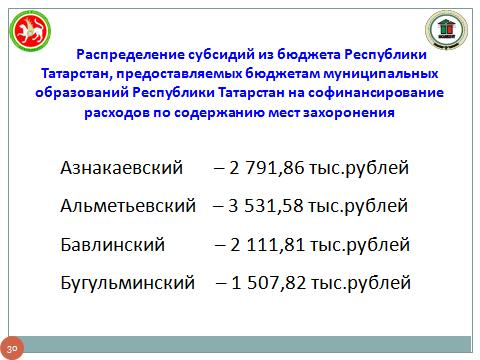 Распределение субсидий из бюджета Республики
Татарстан, предоставляемых бюджетам муниципальных
образований Республики Татарстан на софинансирование
расходов по содержанию мест захоронения
Азнакаевский – 2 791,86 тыс.рублей
Альметьевский – 3 531,58 тыс.рублей
Бавлинский – 2 111,81 тыс.рублей
Бугульминский – 1 507,82 тыс.рублей
30